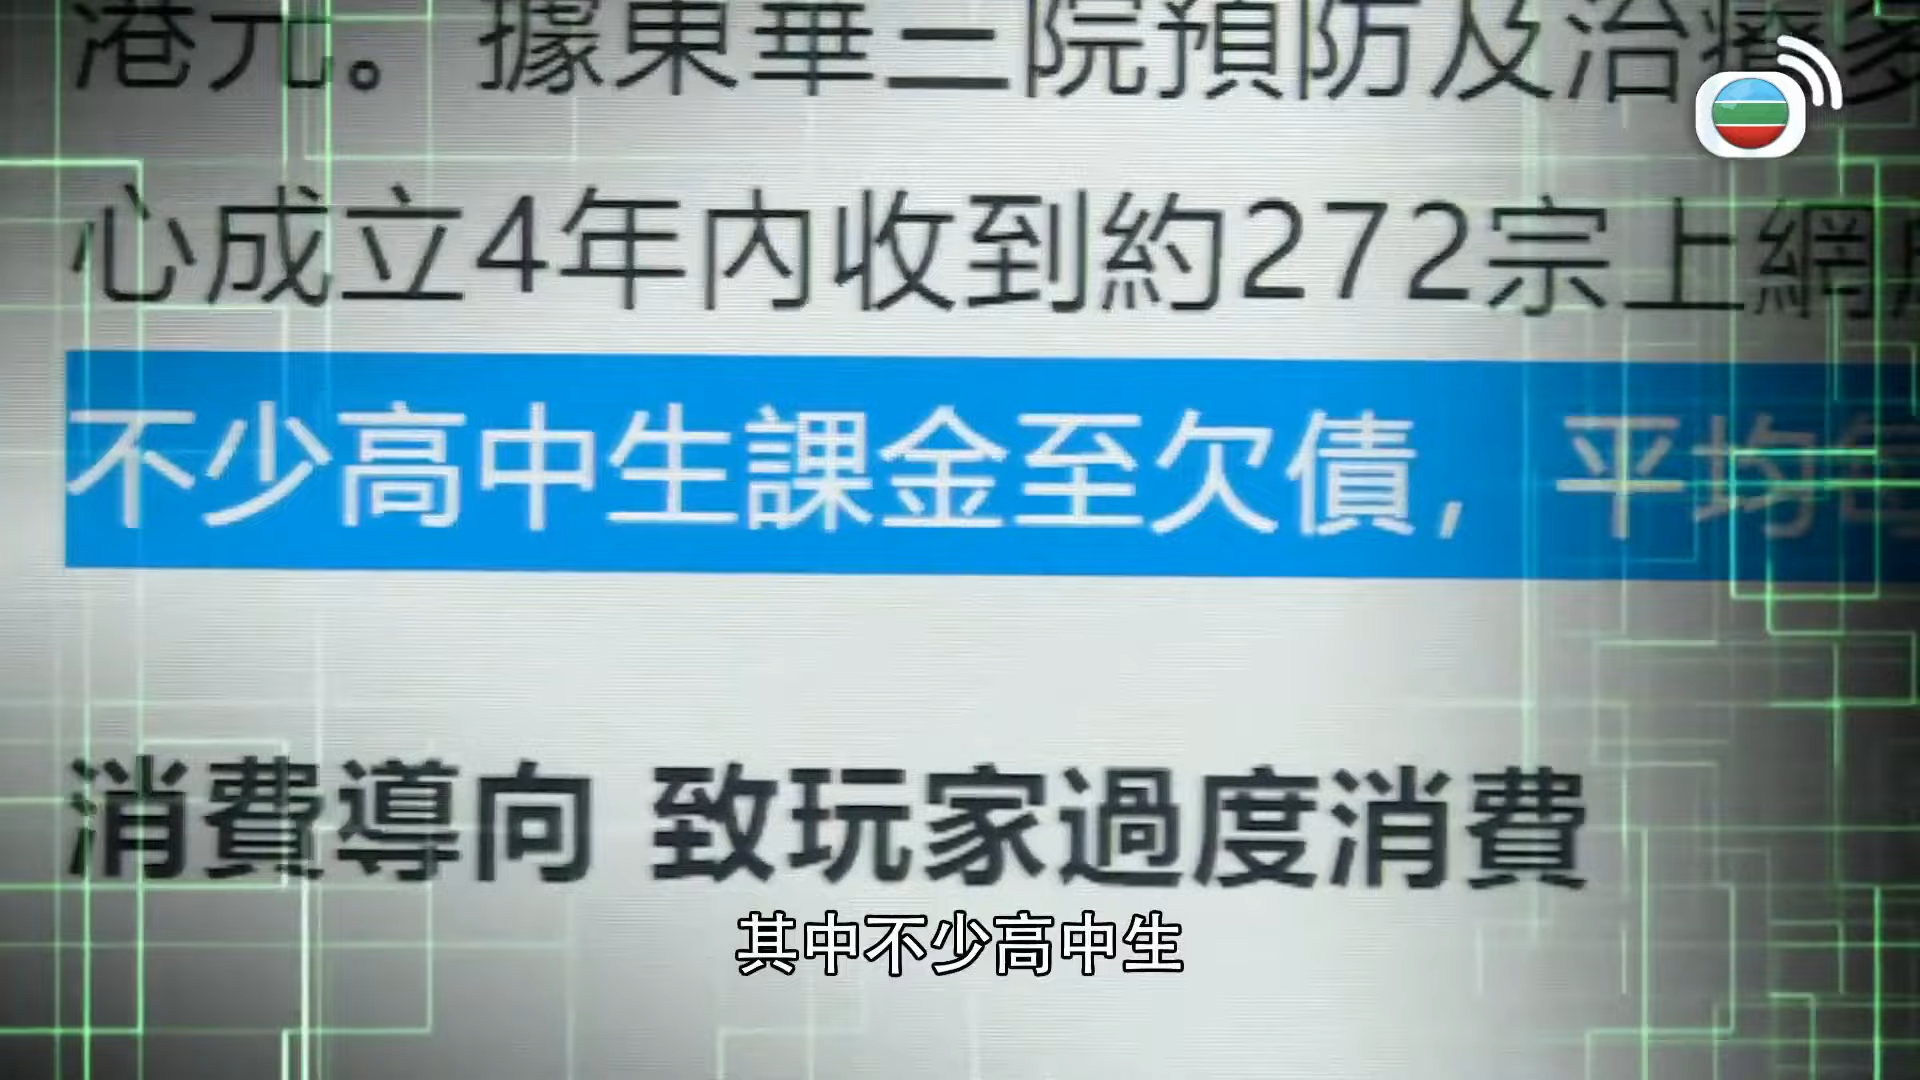 港元。據東華三院預防及治療多
心成立4年內收到約272宗上網
不少高中生課金至欠債，平均每
消費導向 致玩家過度消費
其中不少高中生